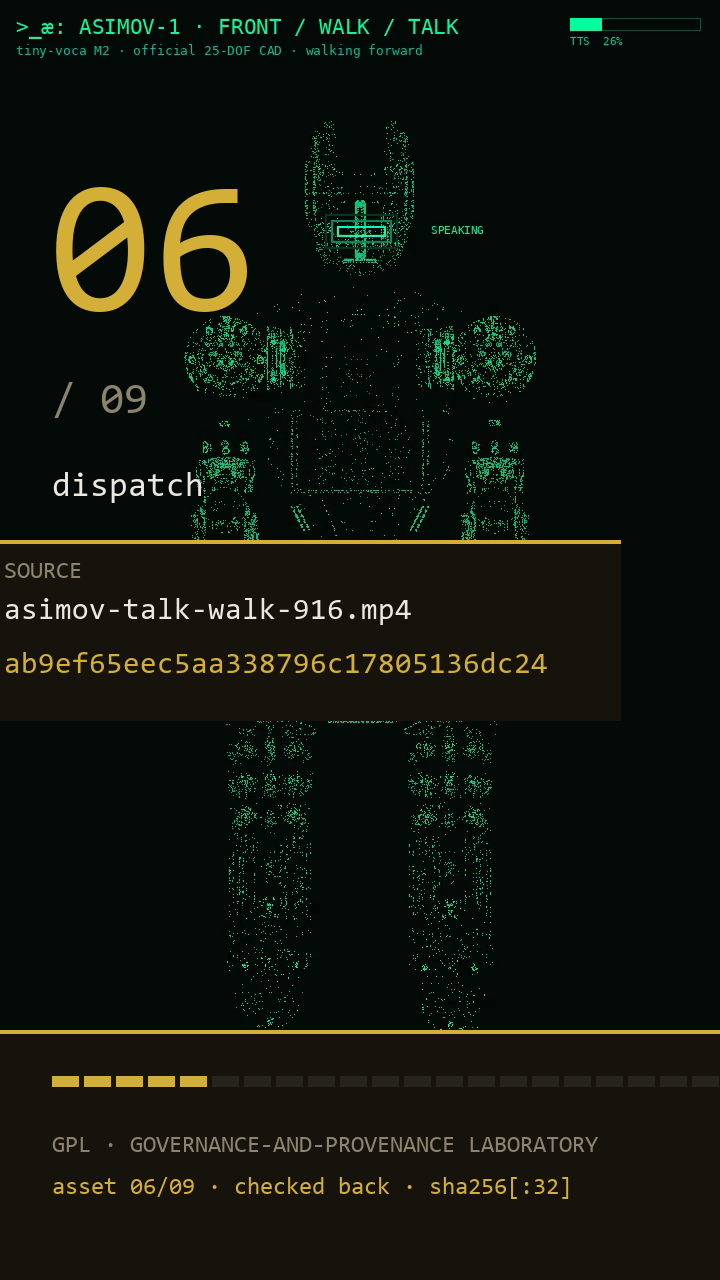 >_æ: ASIMOV-1 · FRONT / WALK / TALK
tiny-voca M2 · official 25-DOF CAD · walking forward
TTS 26%
06
SPEAKING
/ 09
dispatch
SOURCE
asimov-talk-walk-916.mp4
ab9ef65eec5aa338796c17805136dc24
GPL · GOVERNANCE-AND-PROVENANCE LABORATORY
asset 06/09 · checked back · sha256[:32]